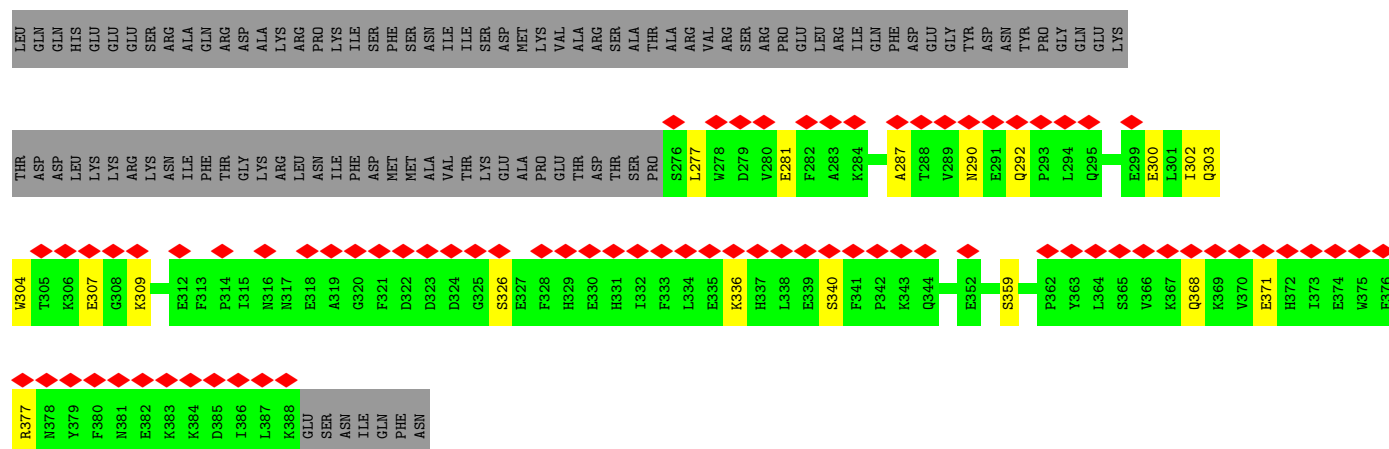 LEU GLN GLN HIS GLU GLU GLU SER ARG ALA GLN ARG ASP ALA LYS ARG PRO LYS ILE SER PHE SER ASN ILE ILE SER ASP MET LYS VAL ALA ARG SER ALA THR ALA ARG VAL ARG SER ARG PRO GLU LEU ARG ILE GLN PHE ASP GLU GLY TYR ASP ASN TYR PRO GLY GLN GLU LYS
THR ASP ASP LEU LYS LYS ARG LYS ASN ILE PHE THR GLY LYS ARG LEU ASN ILE PHE ASP MET MET ALA VAL THR LYS GLU ALA PRO GLU THR ASP THR SER PRO S276 L277 W278 D279 V280 E281 F282 A283 K284 A287 T288 V289 N290 E291 Q292 P293 L294 Q295 E299 E300 L301 I302 Q303
W304 T305 K306 E307 G308 K309 E312 F313 P314 I315 N316 N317 E318 A319 G320 F321 D322 D323 D324 G325 S326 E327 F328 H329 E330 H331 I332 F333 L334 E335 K336 H337 L338 E339 S340 F341 P342 K343 Q344 E352 S359 P362 Y363 L364 S365 V366 K367 Q368 K369 V370 E371 H372 I373 E374 W375
R377 N378 Y379 F380 N381 E382 K383 K384 D385 I386 L387 K388 GLU SER ASN ILE GLN PHE ASN